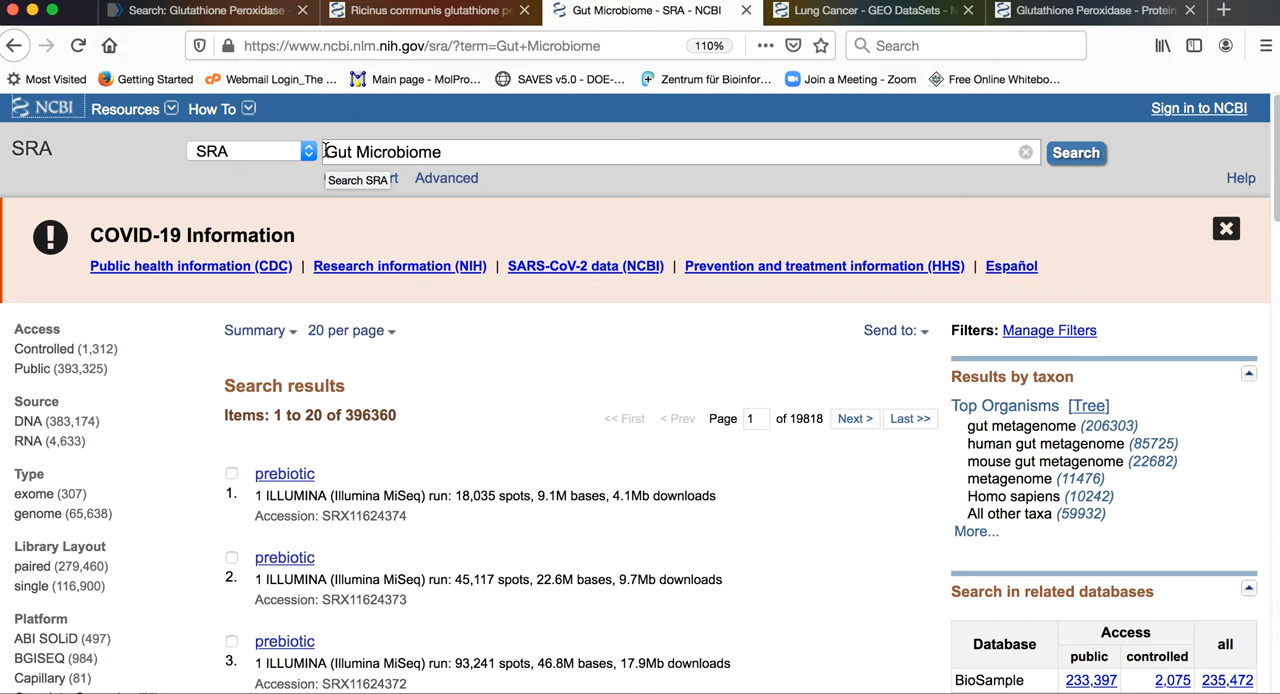 Search: Glutathione Peroxidase
Ricinus communis glutathione pe
Gut Microbiome - SRA - NCBI
Lung Cancer - GEO DataSets - N
Glutathione Peroxidase - Protein
https://www.ncbi.nlm.nih.gov/sra/?term=Gut+Microbiome
110%
Search
Most Visited
Getting Started
Webmail Login_The ...
Main page - MolPro...
SAVES v5.0 - DOE-...
Zentrum für Bioinfor...
Join a Meeting - Zoom
Free Online Whitebo...
NCBI
Resources
How To
Sign in to NCBI
SRA
SRA
Gut Microbiome
Search
Search SRA
rt
Advanced
Help
COVID-19 Information
Public health information (CDC) | Research information (NIH) | SARS-CoV-2 data (NCBI) | Prevention and treatment information (HHS) | Español
Access
Controlled (1,312)
Public (393,325)
Source
DNA (383,174)
RNA (4,633)
Type
exome (307)
genome (65,638)
Library Layout
paired (279,460)
single (116,900)
Platform
ABI SOLiD (497)
BGISEQ (984)
Capillary (81)
Summary
20 per page
Send to:
Search results
Items: 1 to 20 of 396360
<< First
< Prev
Page 1 of 19818
Next >
Last >>
prebiotic
1. 1 ILLUMINA (Illumina MiSeq) run: 18,035 spots, 9.1M bases, 4.1Mb downloads
Accession: SRX11624374
prebiotic
2. 1 ILLUMINA (Illumina MiSeq) run: 45,117 spots, 22.6M bases, 9.7Mb downloads
Accession: SRX11624373
prebiotic
3. 1 ILLUMINA (Illumina MiSeq) run: 93,241 spots, 46.8M bases, 17.9Mb downloads
Accession: SRX11624372
Filters: Manage Filters
Results by taxon
Top Organisms [Tree]
gut metagenome (206303)
human gut metagenome (85725)
mouse gut metagenome (22682)
metagenome (11476)
Homo sapiens (10242)
All other taxa (59932)
More...
Search in related databases
Database
Access
all
public
controlled
BioSample 233,397 2,075 235,472